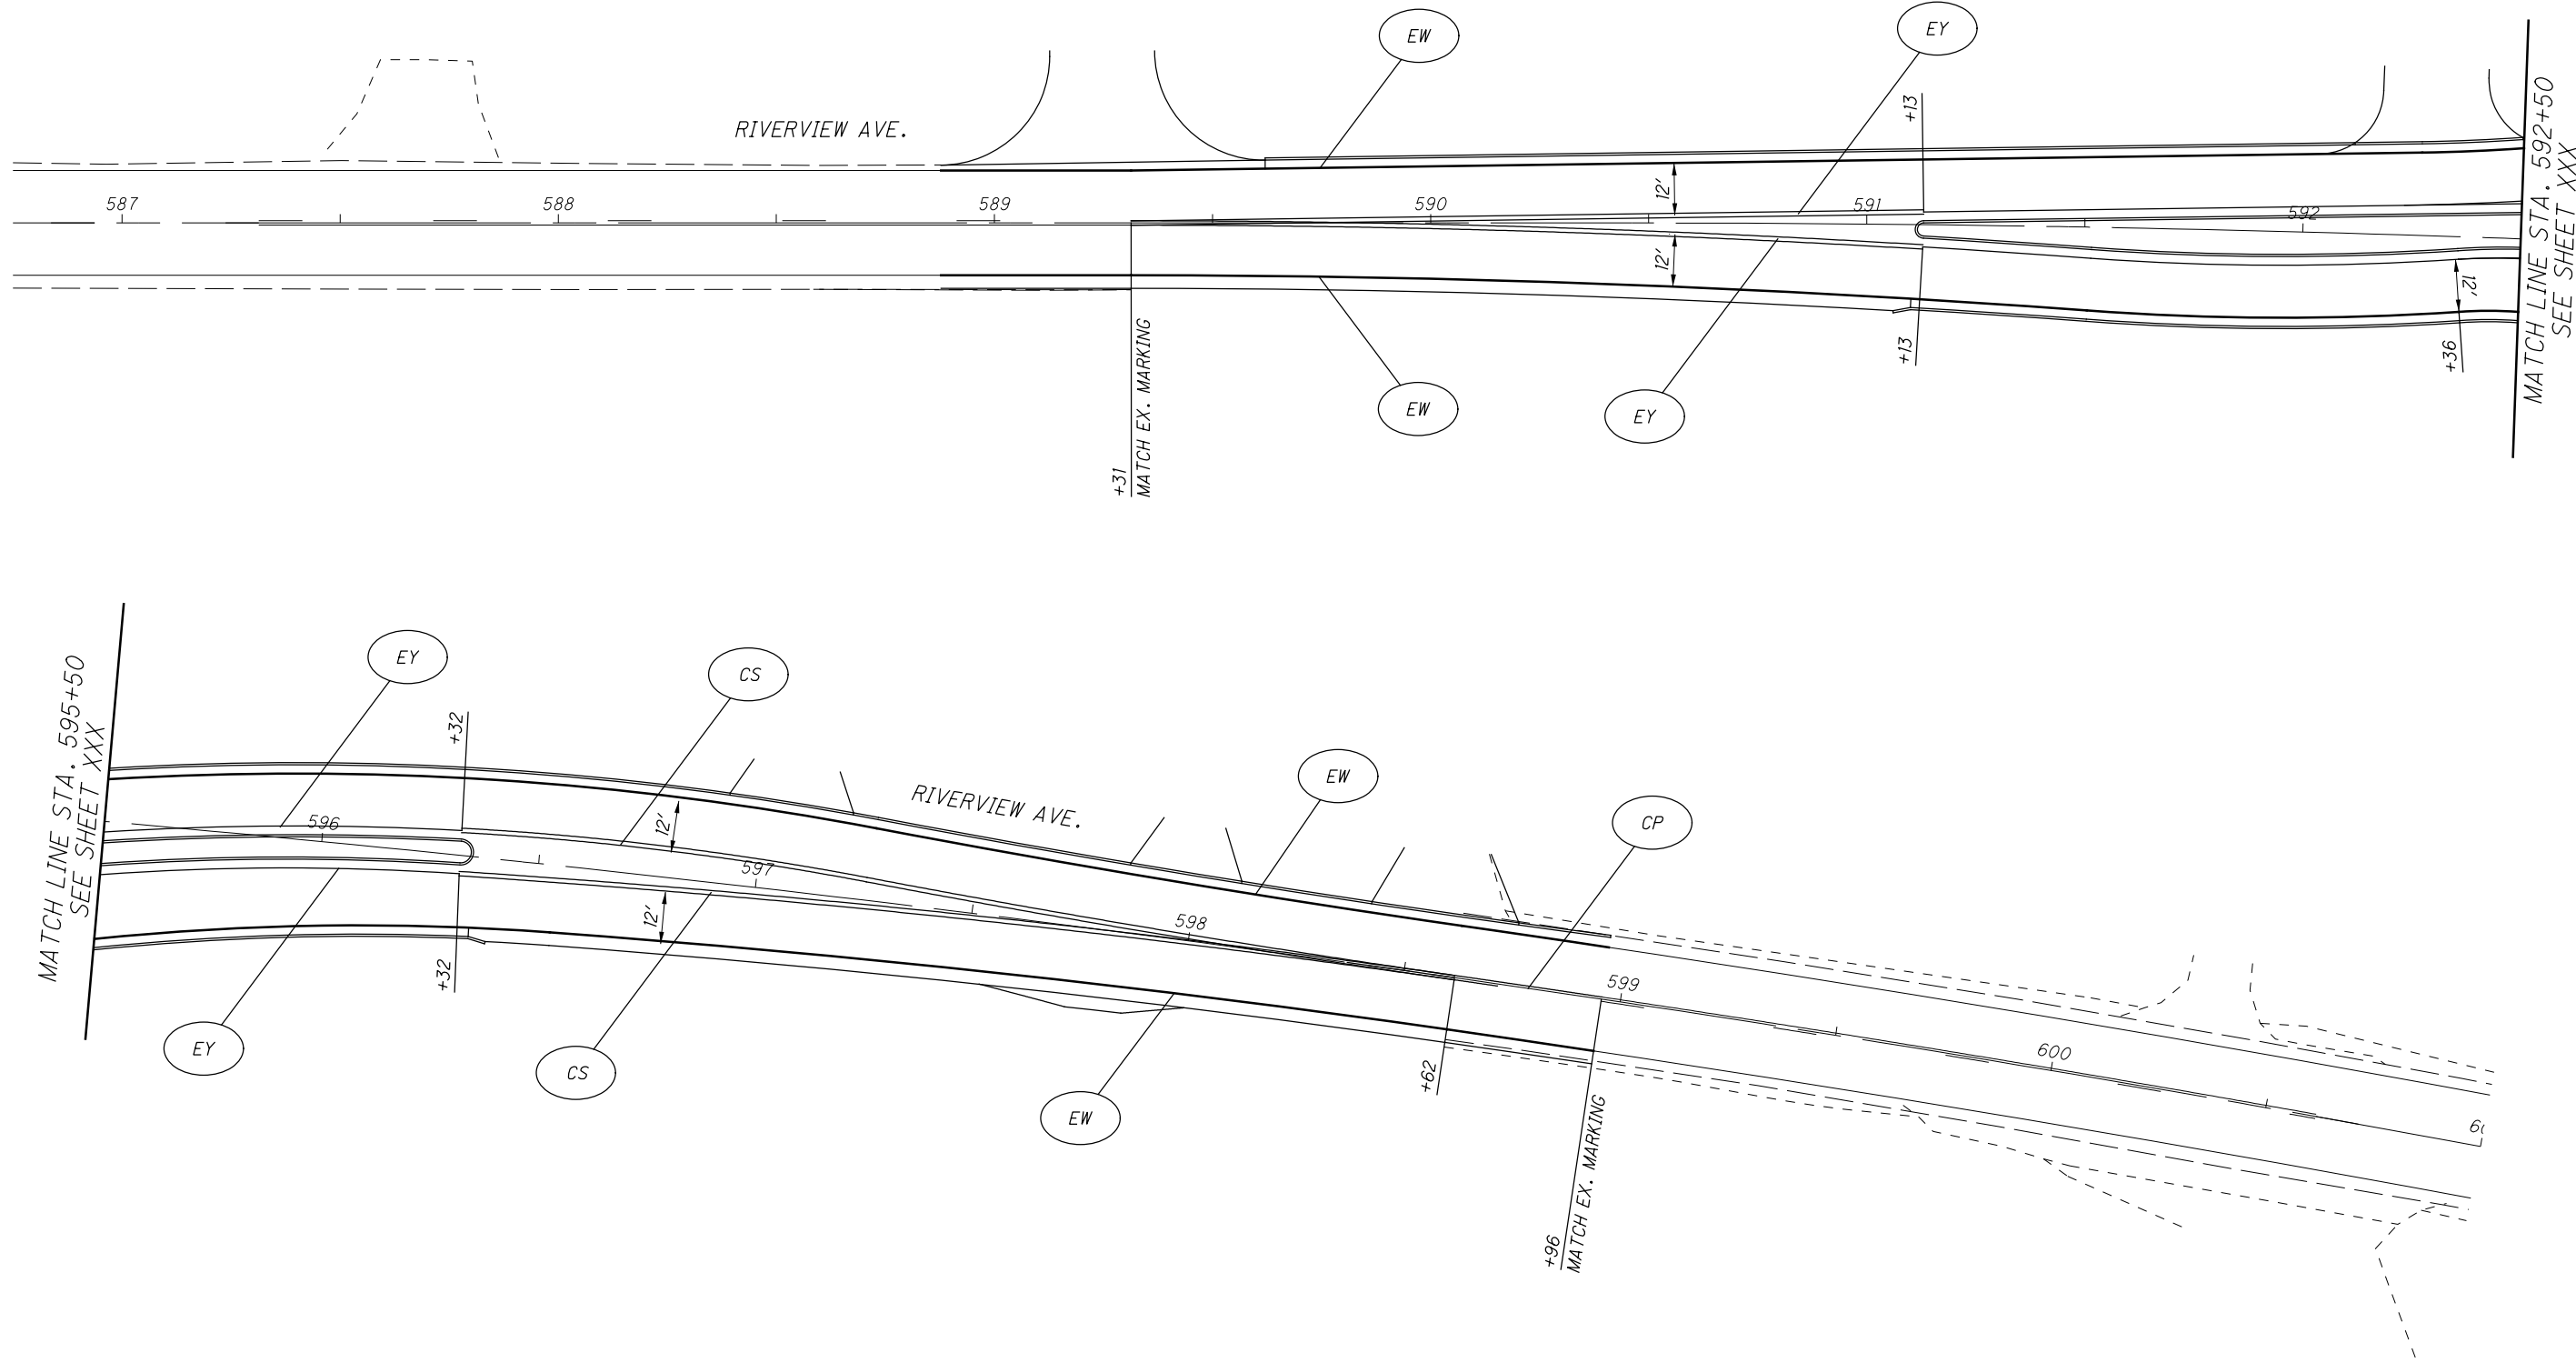 EW
EY
+13
RIVERVIEW AVE.
MATCH LINE STA. 592+50
SEE SHEET XXX
12'
587
588
589
590
591
592
12'
12'
+31
MATCH EX. MARKING
+13
+36
EW
EY
MATCH LINE STA. 595+50
SEE SHEET XXX
EY
CS
+32
EW
RIVERVIEW AVE.
CP
596
12'
597
12'
598
599
600
+32
EY
CS
EW
+62
+96
MATCH EX. MARKING